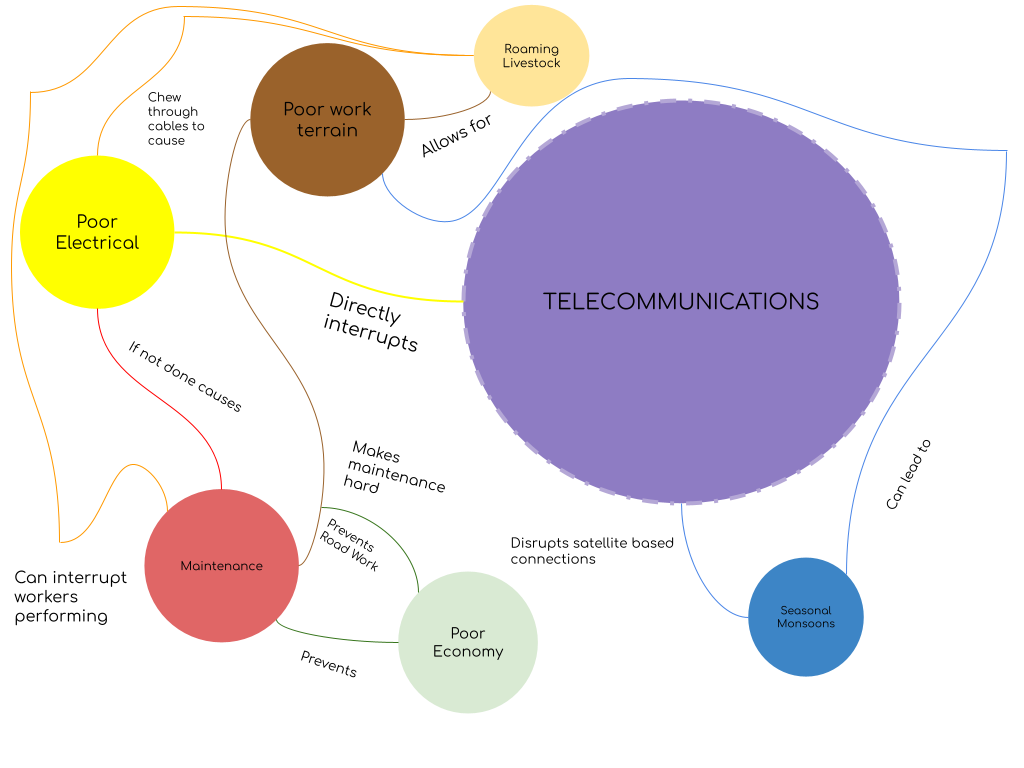 Roaming
Livestock
Chew
through
cables to
cause
Poor work
terrain
Allows for
Poor
Electrical
Directly
interrupts
TELECOMMUNICATIONS
If not done causes
Makes
maintenance
hard
Can lead to
Prevents
Road Work
Disrupts satellite based
connections
Can interrupt
workers
performing
Maintenance
Seasonal
Monsoons
Poor
Economy
Prevents